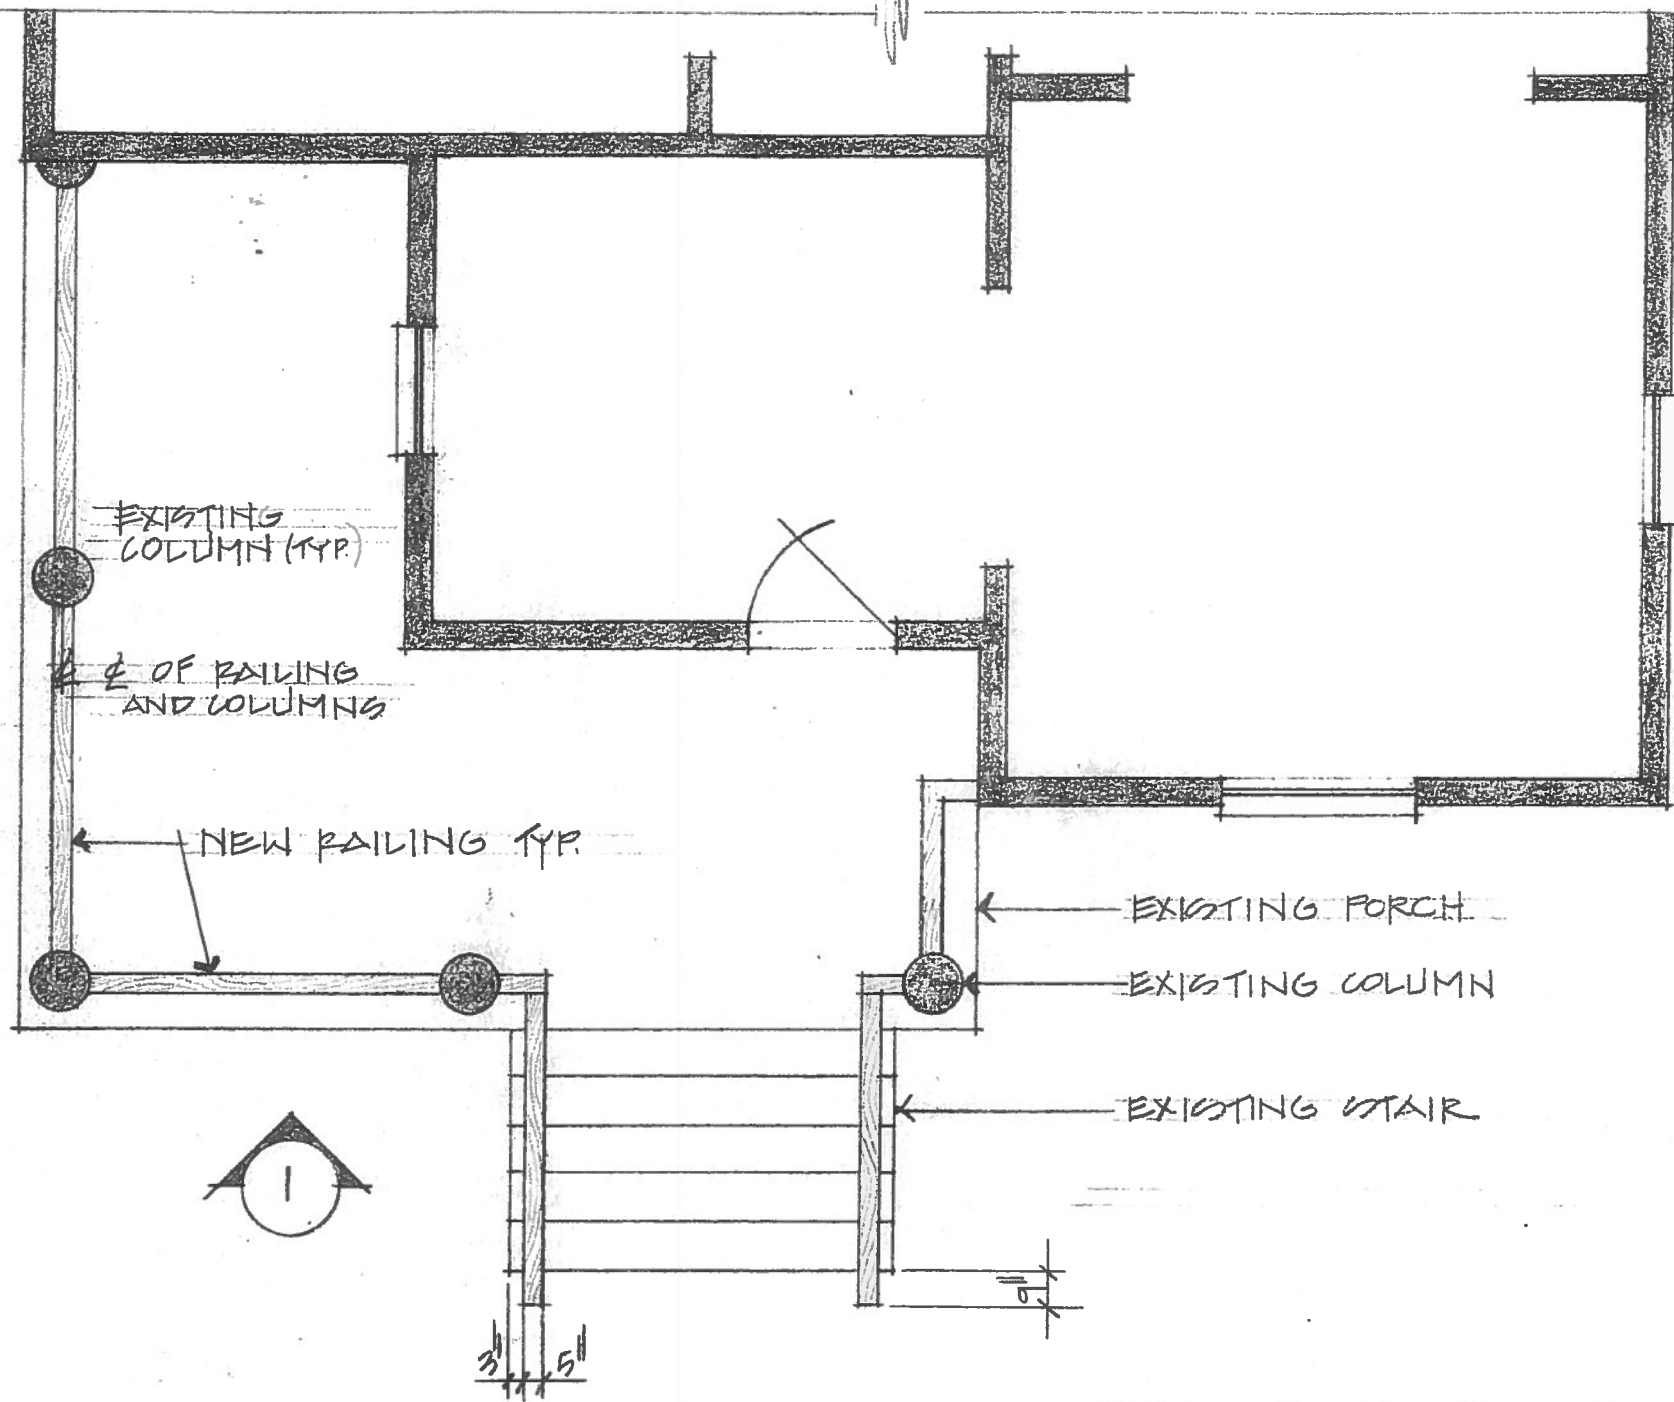 EXISTING
COLUMN (TYP.)
℄ OF RAILING
AND COLUMNS
NEW RAILING TYP.
EXISTING PORCH
EXISTING COLUMN
EXISTING STAIR
1
9"
3" 5"